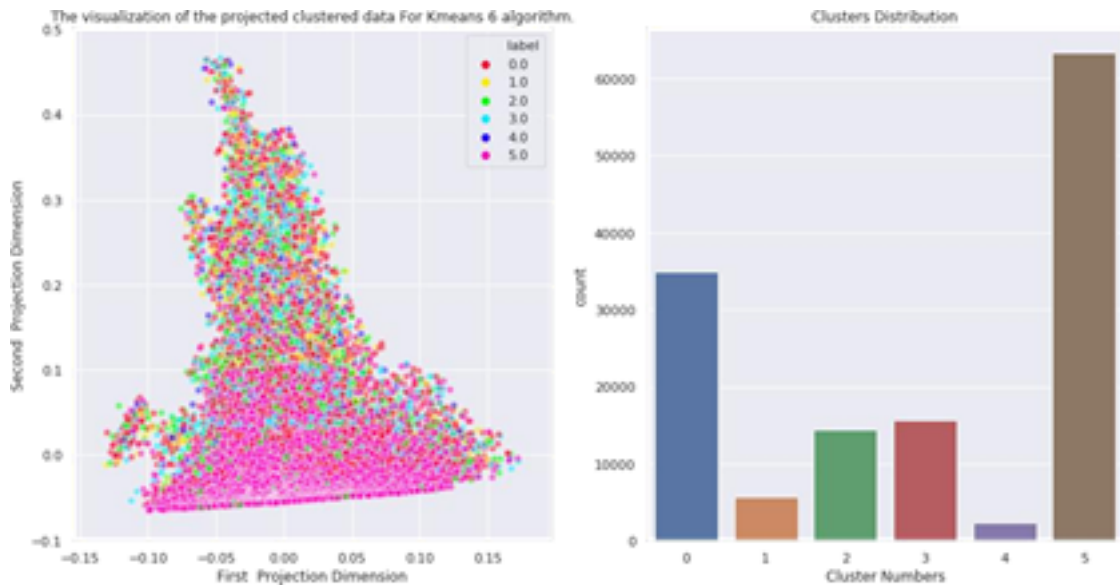 The visualization of the projected clustered data For Kmeans 6 algorithm.
0.5
0.4
0.3
0.2
0.1
0.0
−0.1
Second Projection Dimension
label
0.0
1.0
2.0
3.0
4.0
5.0
−0.15 −0.10 −0.05 0.00 0.05 0.10 0.15
First Projection Dimension
Clusters Distribution
60000
50000
40000
30000
20000
10000
0
count
0 1 2 3 4 5
Cluster Numbers